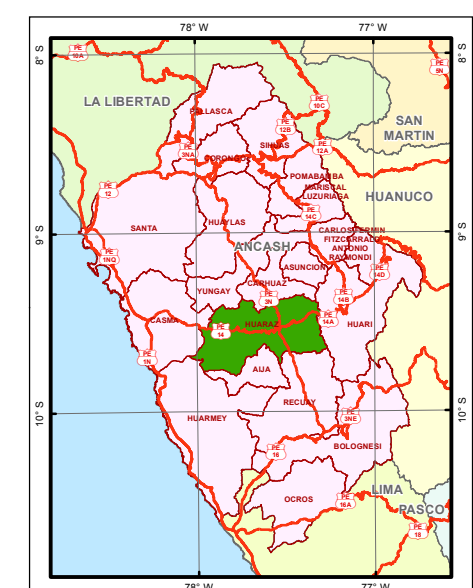 78° W
77° W
8° S
8° S
PE
10A
PE
5N
LA LIBERTAD
PALLASCA
PE
10C
PE
12B
SAN
MARTIN
PE
3NA
SIHUAS
PE
12A
CORONGO
POMABAMBA
PE
12
MARISCAL
LUZURIAGA
HUANUCO
PE
14C
SANTA
HUAYLAS
CARLOS FERMIN
FITZCARRALD
9° S
9° S
ANCASH
ANTONIO
RAYMONDI
PE
1NQ
ASUNCION
PE
14D
CARHUAZ
YUNGAY
PE
3N
PE
14B
CASMA
PE
14
HUARAZ
PE
14A
HUARI
PE
1N
AIJA
RECUAY
10° S
10° S
HUARMEY
PE
3NE
PE
16
BOLOGNESI
OCROS
LIMA
PE
16A
PASCO
PE
18
78° W
77° W